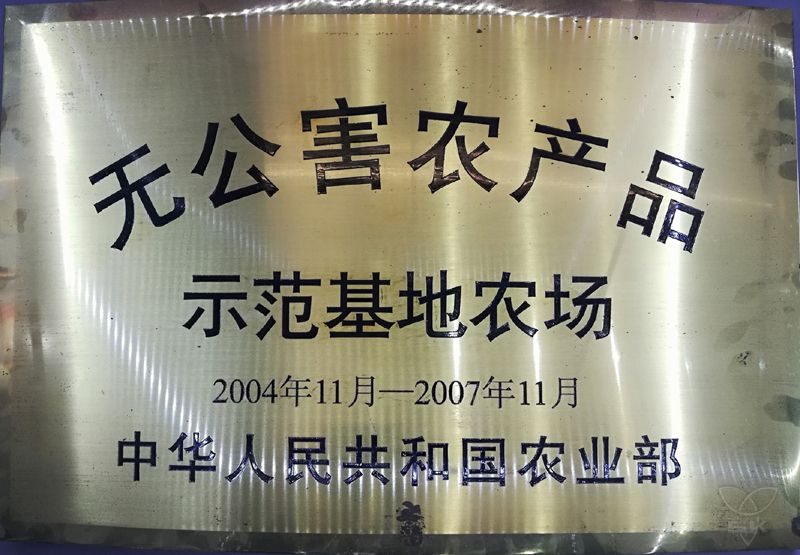 无公害农产品
示范基地农场
2004年11月—2007年11月
中华人民共和国农业部